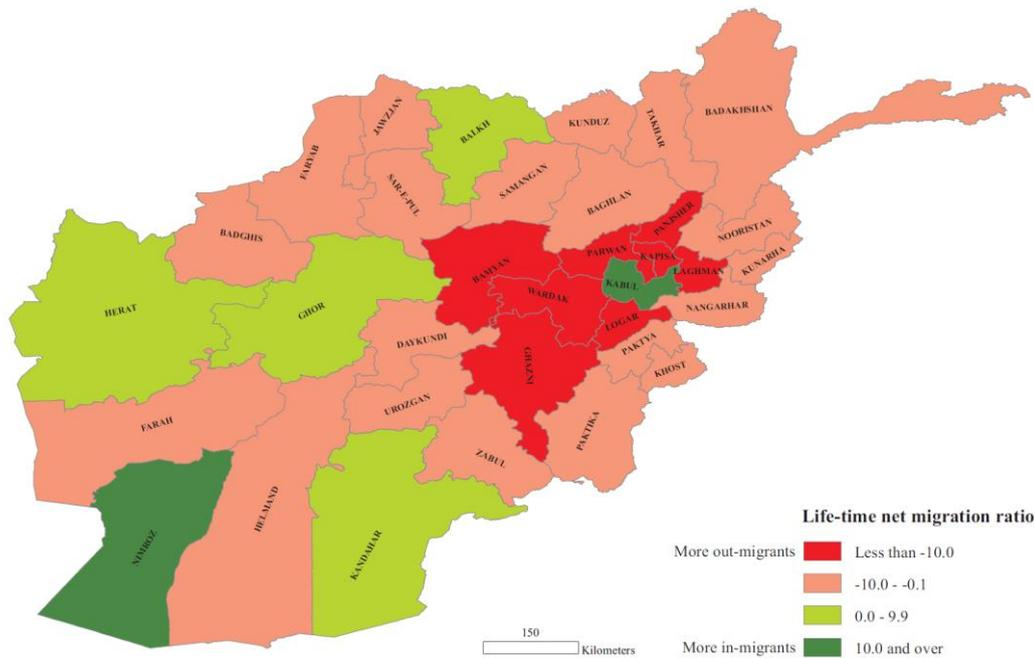 BADAKHSHAN
JAWZJAN
BALKH
KUNDUZ
TAKHAR
FARYAB
SAR-E-PUL
SAMANGAN
BAGHLAN
PANJSHER
NOORISTAN
BADGHIS
PARWAN
KAPISA
KUNARHA
BAMYAN
LAGHMAN
KABUL
WARDAK
HERAT
GHOR
NANGARHAR
LOGAR
DAYKUNDI
PAKTYA
GHAZNI
KHOST
UROZGAN
FARAH
PAKTIKA
ZABUL
HELMAND
NIMROZ
KANDAHAR
Life-time net migration ratio
More out-migrants Less than -10.0
-10.0 - -0.1
0.0 - 9.9
More in-migrants 10.0 and over
150
Kilometers